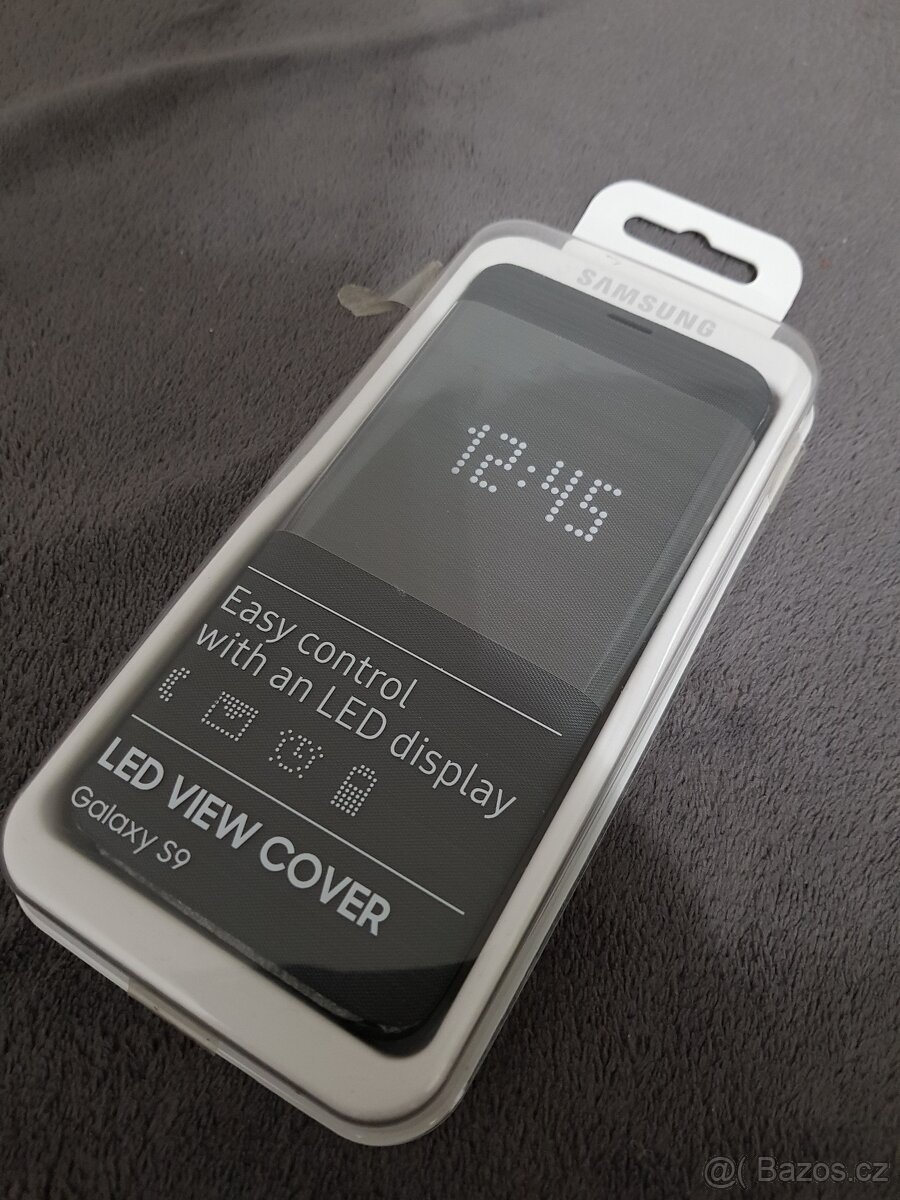 SAMSUNG
12:45
Easy control
with an LED display
LED VIEW COVER
Galaxy S9
@( Bazos.cz